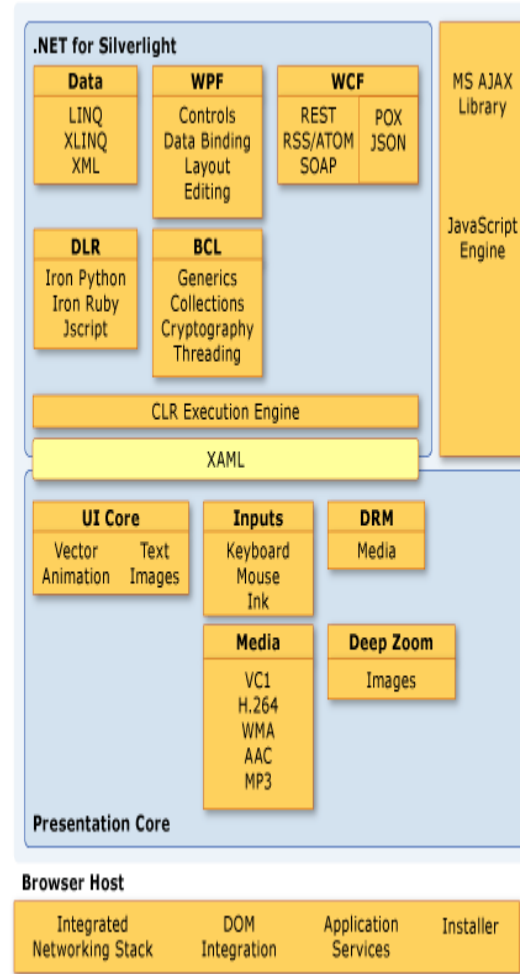 .NET for Silverlight
Data
LINQ
XLINQ
XML
WPF
Controls
Data Binding
Layout
Editing
WCF
REST
RSS/ATOM
SOAP
POX
JSON
MS AJAX
Library
JavaScript
Engine
DLR
Iron Python
Iron Ruby
Jscript
BCL
Generics
Collections
Cryptography
Threading
CLR Execution Engine
XAML
UI Core
Vector Text
Animation Images
Inputs
Keyboard
Mouse
Ink
DRM
Media
Media
VC1
H.264
WMA
AAC
MP3
Deep Zoom
Images
Presentation Core
Browser Host
Integrated
Networking Stack
DOM
Integration
Application
Services
Installer